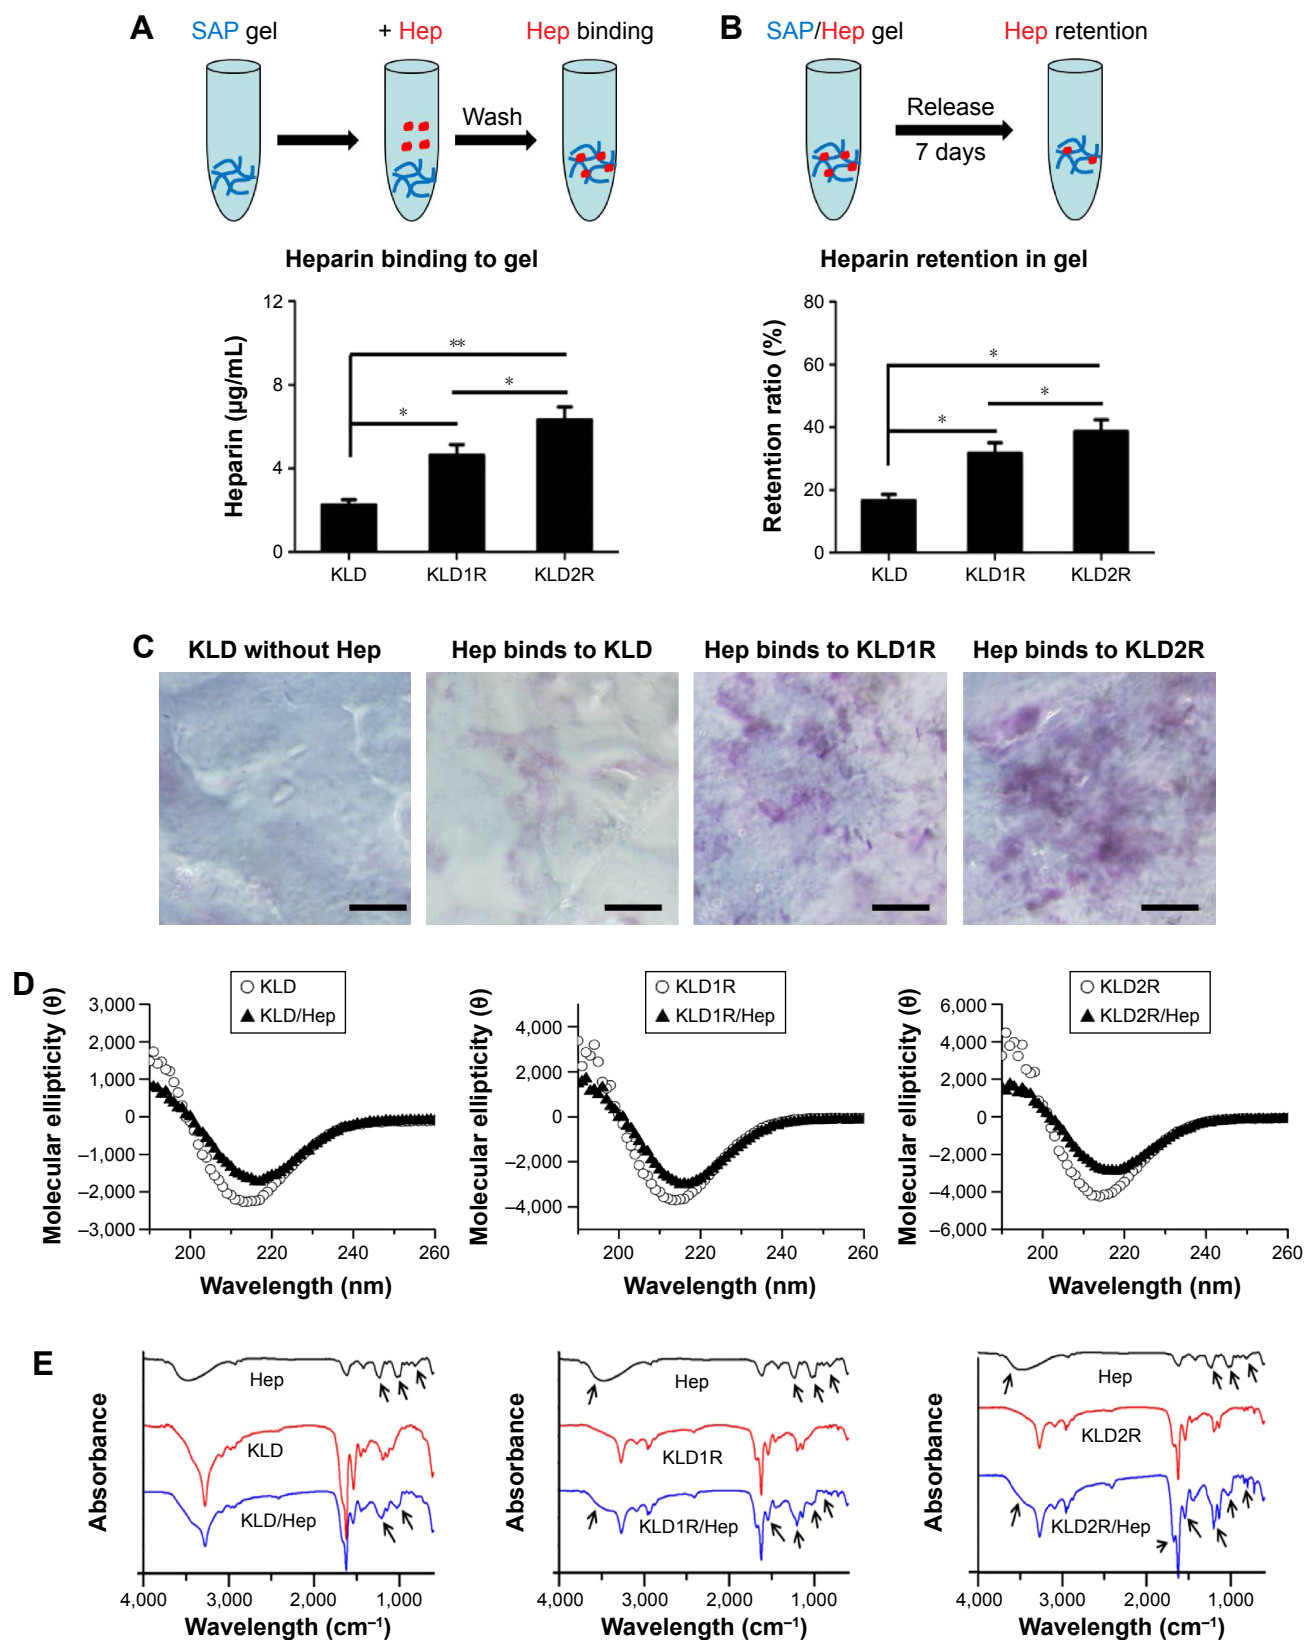 A
SAP gel
+ Hep
Hep binding
Wash
B
SAP/Hep gel
Hep retention
Release
7 days
Heparin binding to gel
Heparin (µg/mL)
12
8
4
0
**
*
*
KLD
KLD1R
KLD2R
Heparin retention in gel
Retention ratio (%)
80
60
40
20
0
*
*
*
KLD
KLD1R
KLD2R
C
KLD without Hep
Hep binds to KLD
Hep binds to KLD1R
Hep binds to KLD2R
D
Molecular ellipticity (θ)
3,000
2,000
1,000
0
–1,000
–2,000
–3,000
KLD
KLD/Hep
200
220
240
260
Wavelength (nm)
Molecular ellipticity (θ)
4,000
2,000
0
–2,000
–4,000
KLD1R
KLD1R/Hep
200
220
240
260
Wavelength (nm)
Molecular ellipticity (θ)
6,000
4,000
2,000
0
–2,000
–4,000
–6,000
KLD2R
KLD2R/Hep
200
220
240
260
Wavelength (nm)
E
Absorbance
Hep
KLD
KLD/Hep
4,000
3,000
2,000
1,000
Wavelength (cm⁻¹)
Absorbance
Hep
KLD1R
KLD1R/Hep
4,000
3,000
2,000
1,000
Wavelength (cm⁻¹)
Absorbance
Hep
KLD2R
KLD2R/Hep
4,000
3,000
2,000
1,000
Wavelength (cm⁻¹)